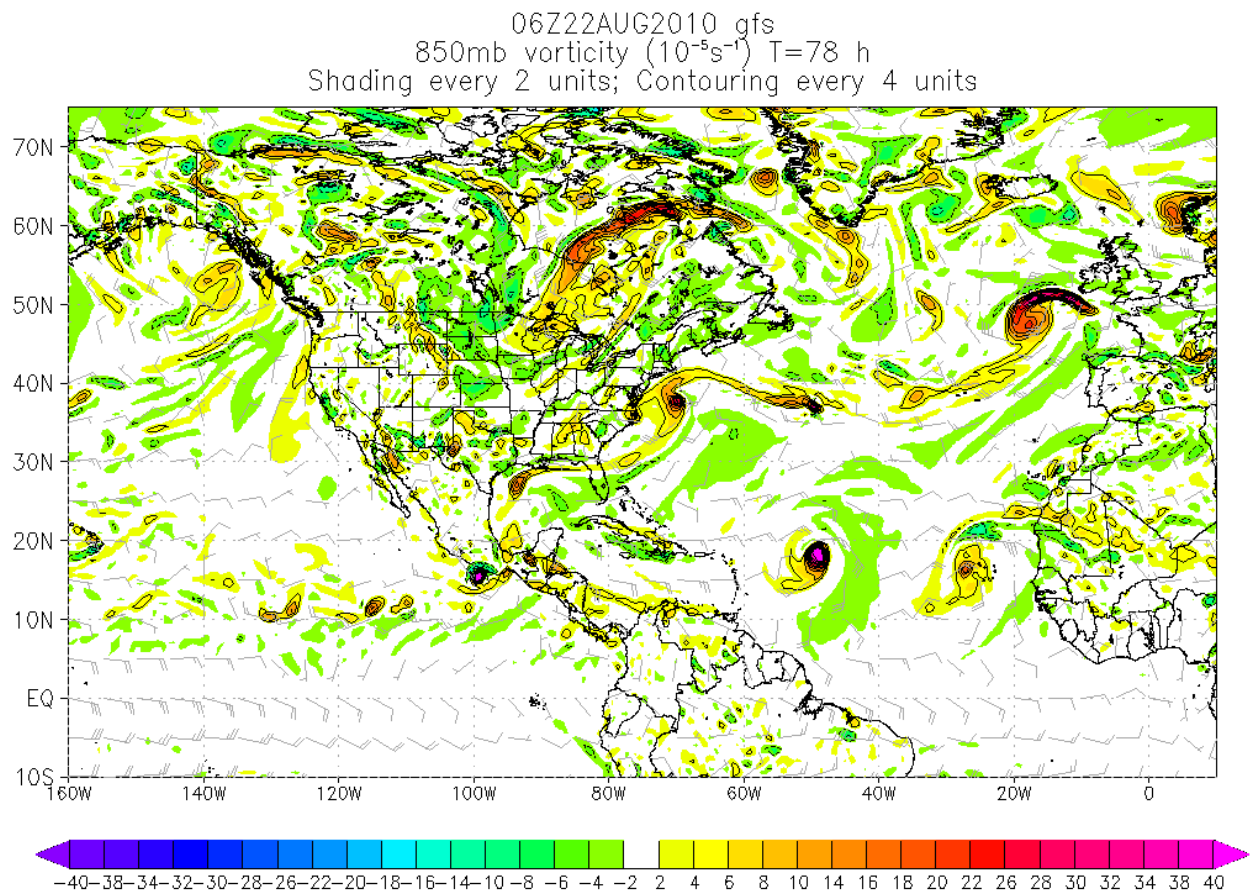 06Z22AUG2010 gfs
850mb vorticity (10⁻⁵s⁻¹) T=78 h
Shading every 2 units; Contouring every 4 units
70N
60N
50N
40N
30N
20N
10N
EQ
10S
160W 140W 120W 100W 80W 60W 40W 20W 0
-40 -38 -34 -32 -30 -26 -22 -20 -18 -16 -14 -10 -8 -6 -4 -2 2 4 6 8 10 14 16 18 20 22 26 28 30 32 34 38 40